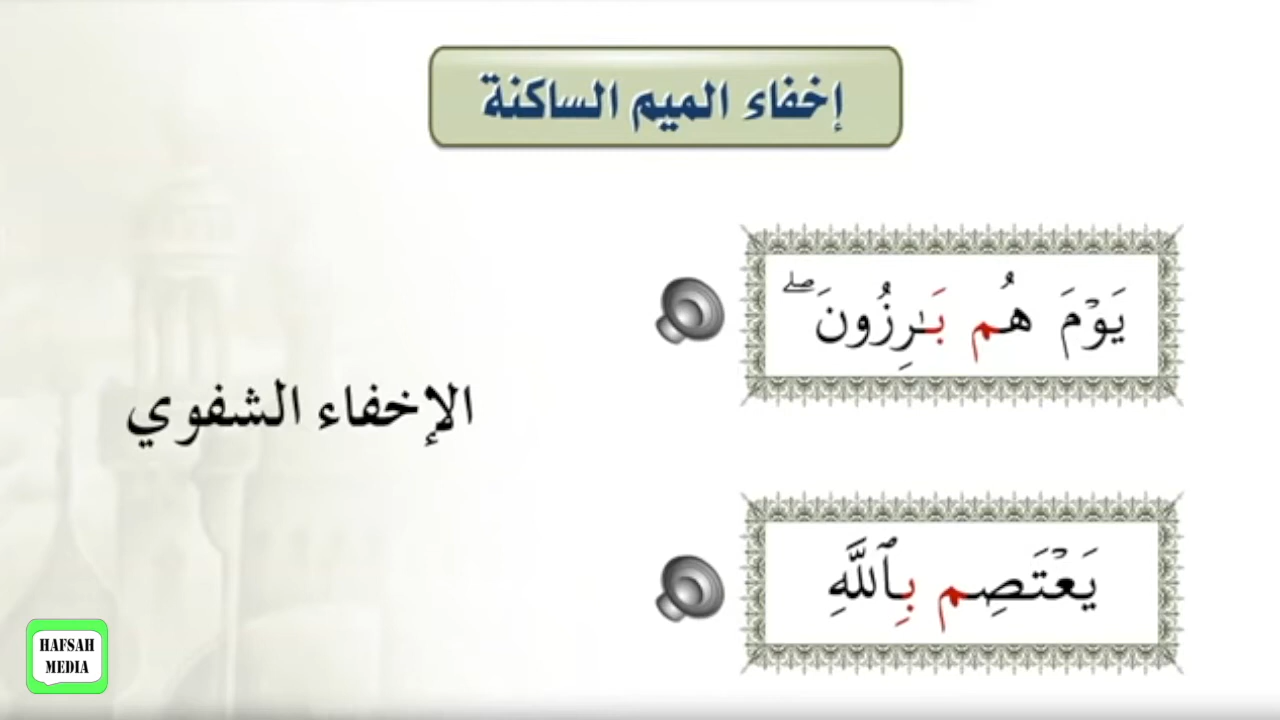 إخفاء الميم الساكنة
يَوْمَ هُم بَـٰرِزُونَ ۖ
الإخفاء الشفوي
يَعْتَصِم بِٱللَّهِ
HAFSAH
MEDIA